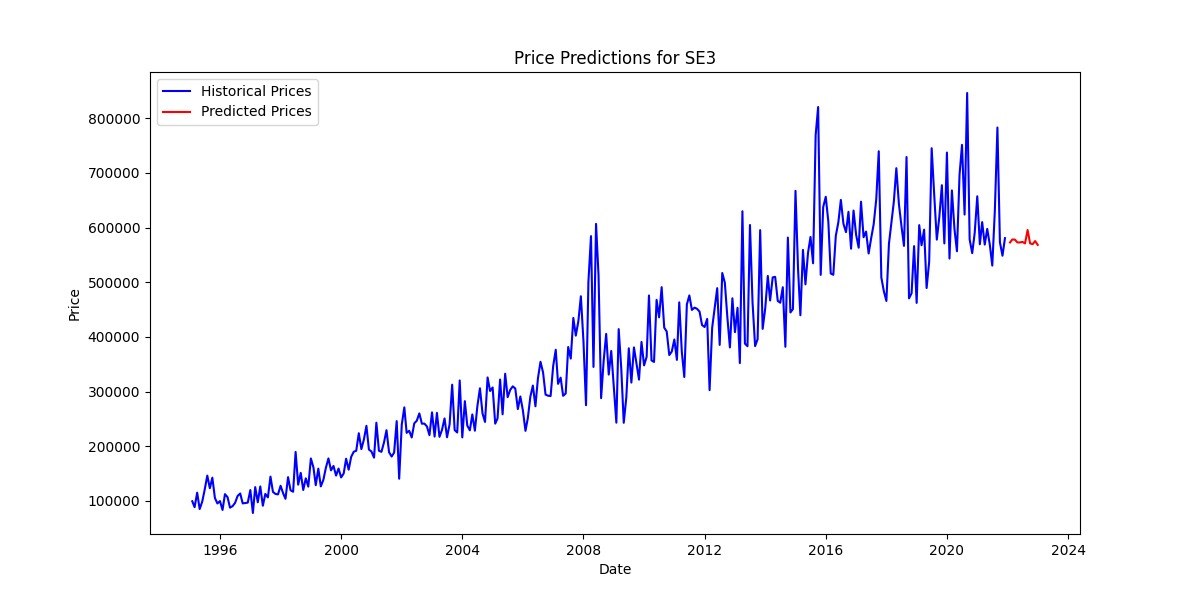 Price Predictions for SE3
Historical Prices
Predicted Prices
800000
700000
600000
500000
400000
300000
200000
100000
Price
1996 2000 2004 2008 2012 2016 2020 2024
Date